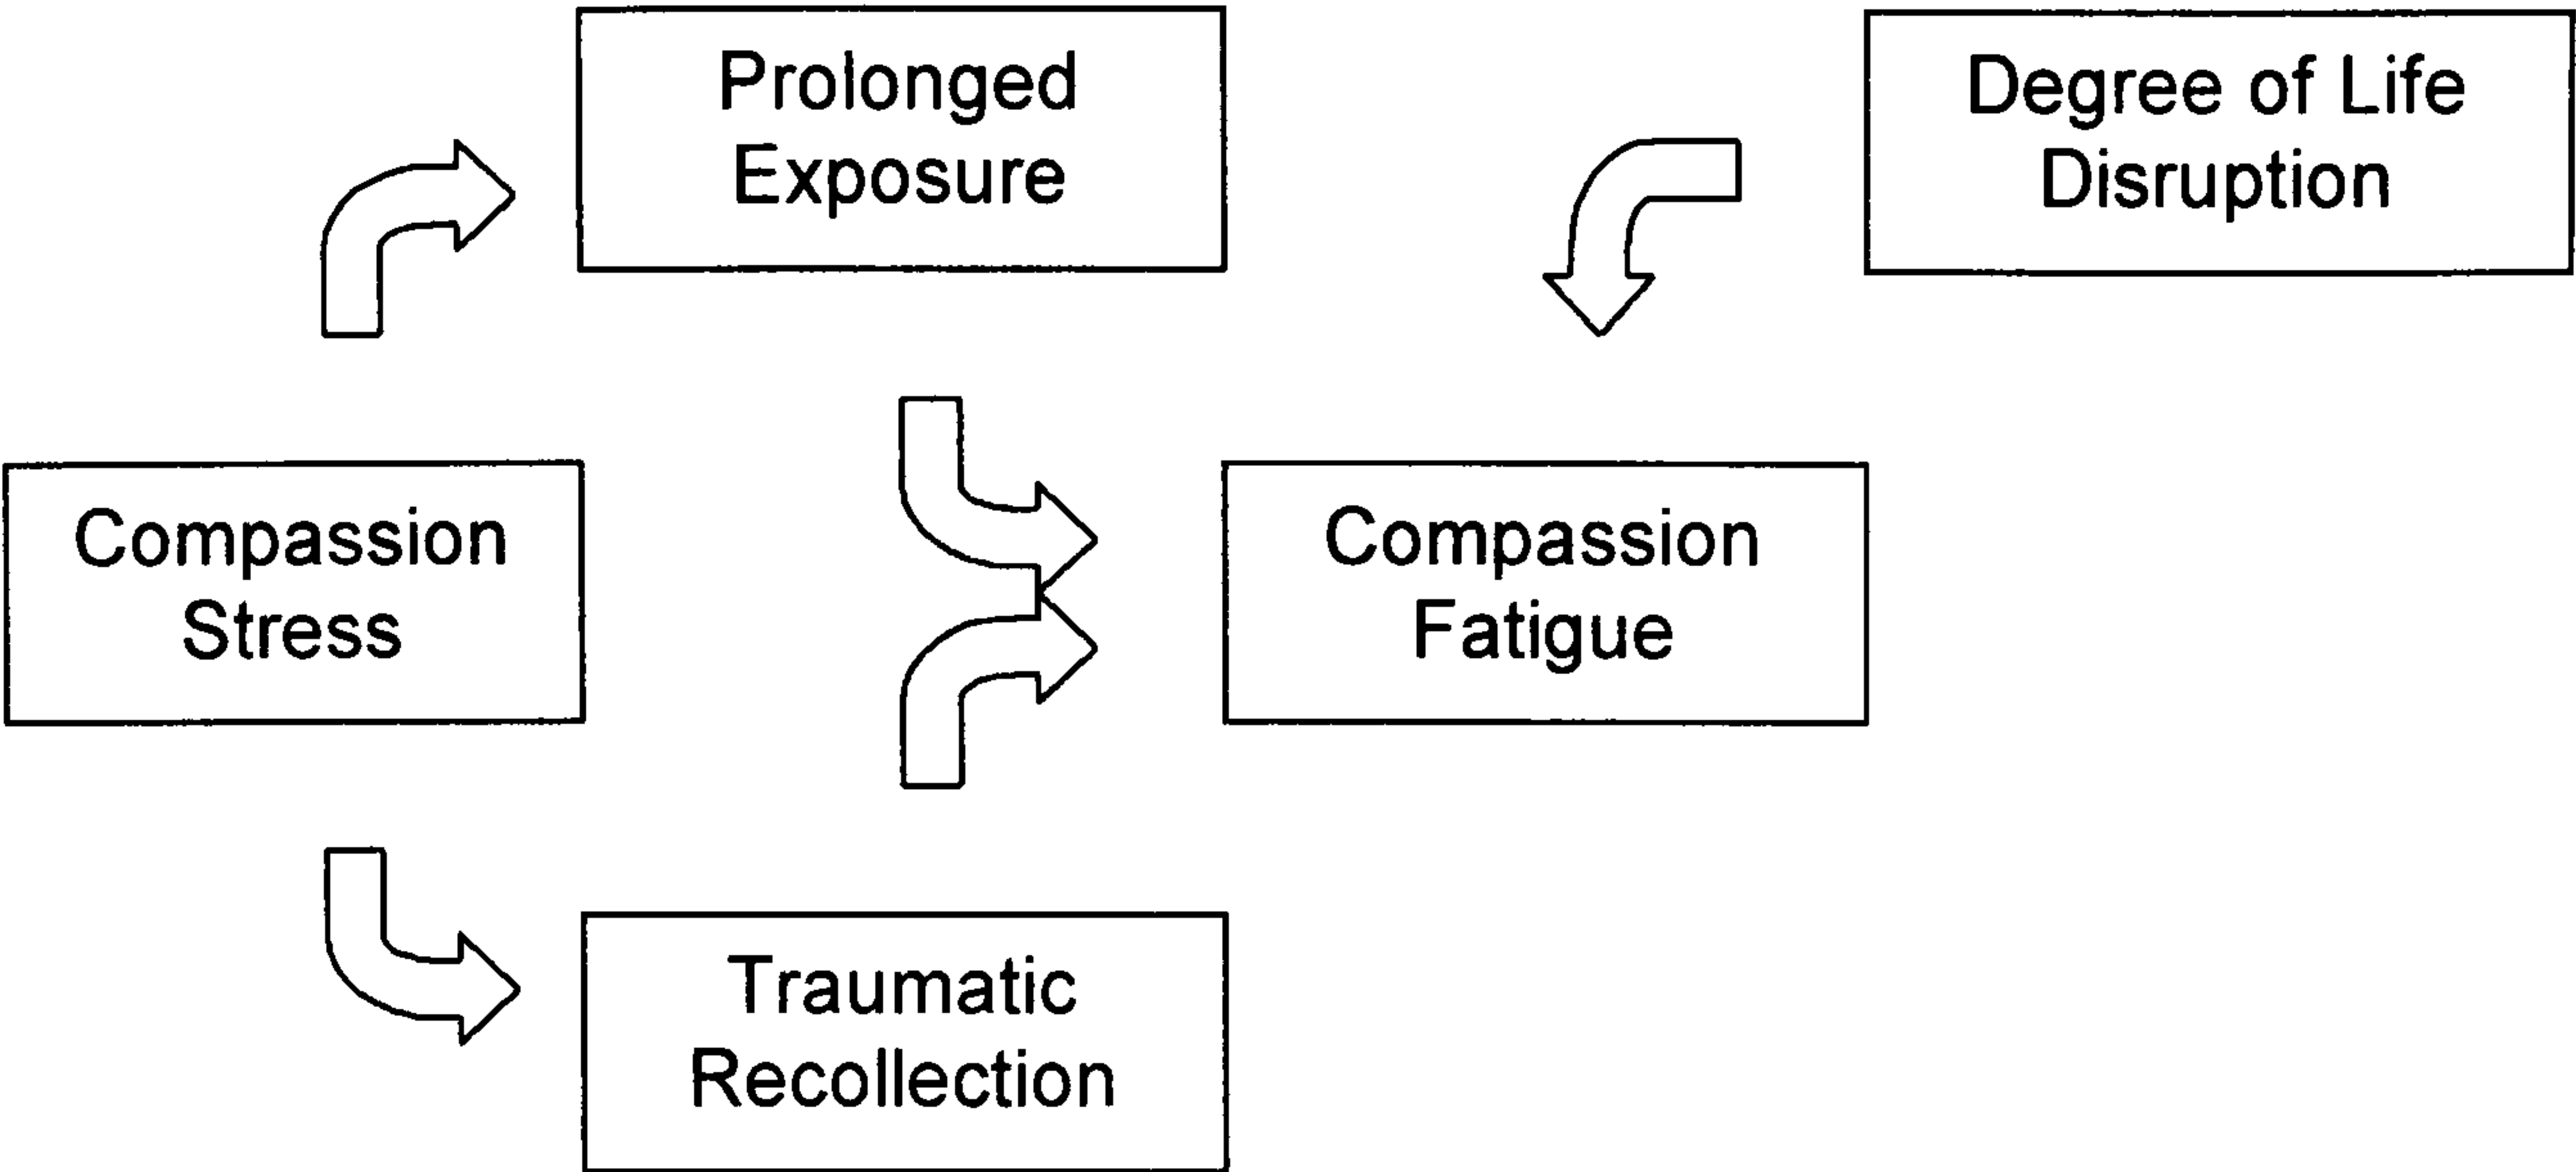 Prolonged
Exposure
Degree of Life
Disruption
Compassion
Stress
Compassion
Fatigue
Traumatic
Recollection